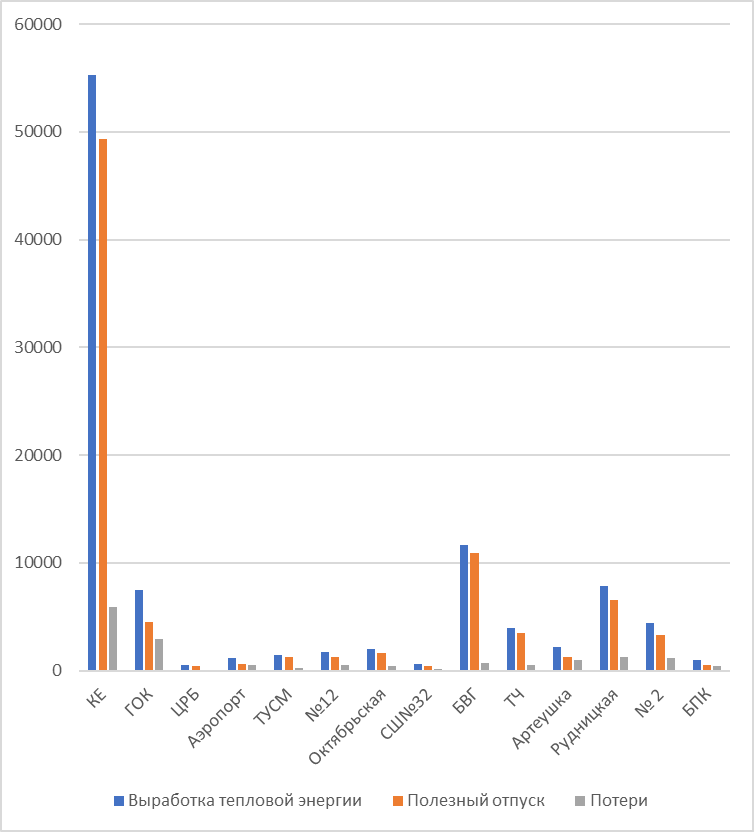 60000
50000
40000
30000
20000
10000
0
КЕ
ГОК
ЦРБ
Аэропорт
ТУСМ
№12
Октябрьская
СШ№32
БВГ
ТЧ
Артеушка
Рудницкая
№ 2
БПК
Выработка тепловой энергии
Полезный отпуск
Потери